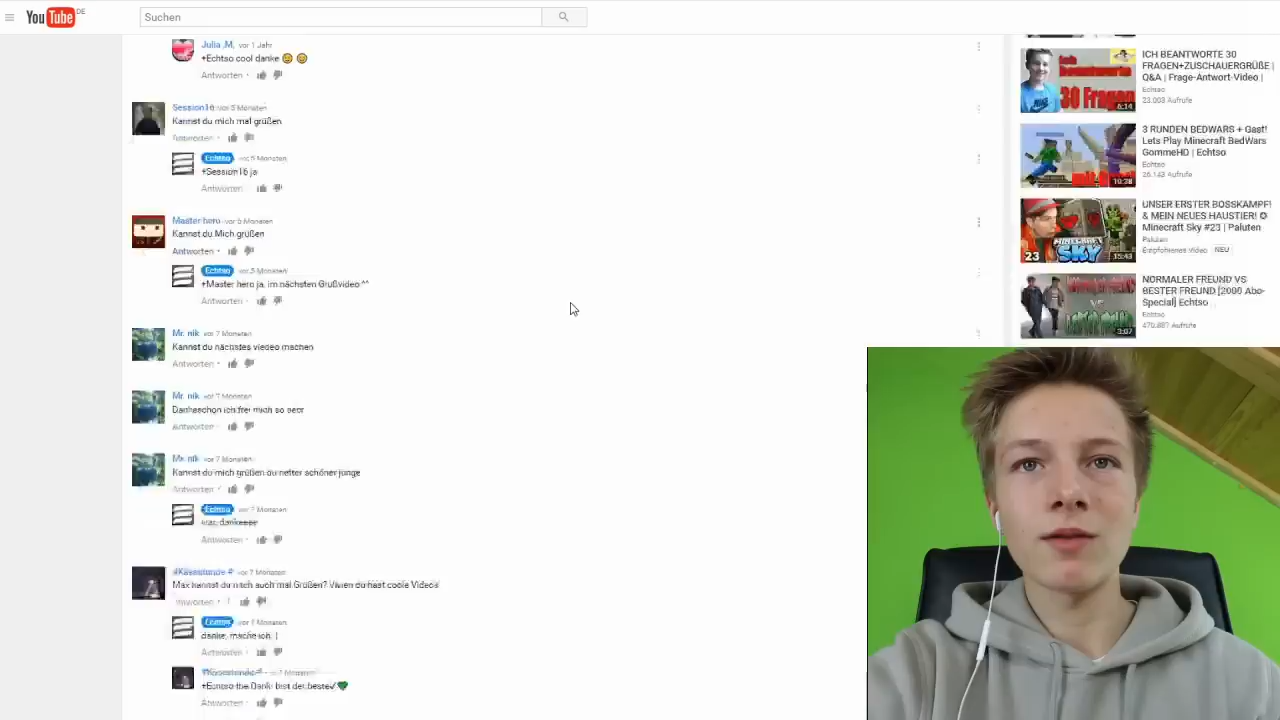 YouTube DE
Suchen
Julia ,M, vor 1 Jahr
+Echtso cool danke
Antworten
Session16 vor 5 Monaten
Kannst du mich mal grüßen
Antworten
Echtso vor 5 Monaten
+Session16 ja
Antworten
Master hero vor 6 Monaten
Kannst du Mich grüßen
Antworten
Echtso vor 5 Monaten
+Master hero ja, im nächsten Grußvideo ^^
Antworten
Mr. nik vor 7 Monaten
Kannst du nächstes viedeo machen
Antworten
Mr. nik vor 7 Monaten
Dankeschön ich frei mich so sehr
Antworten
Mr. nik vor 7 Monaten
Kannst du mich grüßen du netter schöner junge
Antworten
Echtso vor 7 Monaten
Antworten
vor 7 Monaten
Max kannst du mich auch mal Grüßen? du hast coole Videos
Antworten
Echtso
danke, mache ich
Antworten
bist der beste
Antworten
30 Fragen
6:14
ICH BEANTWORTE 30
FRAGEN+ZUSCHAUERGRÜßE |
Q&A | Frage-Antwort-Video |
Echtso
23.003 Aufrufe
10:38
3 RUNDEN BEDWARS + Gast!
Lets Play Minecraft BedWars
GommeHD | Echtso
Echtso
26.143 Aufrufe
MINECRAFT
SKY
23
15:43
UNSER ERSTER BOSSKAMPF!
& MEIN NEUES HAUSTIER! ✪
Minecraft Sky #23 | Paluten
Paluten
Empfohlenes Video NEU
VS
3:07
NORMALER FREUND VS
BESTER FREUND [2000 Abo-
Special] Echtso
Echtso
Aufrufe